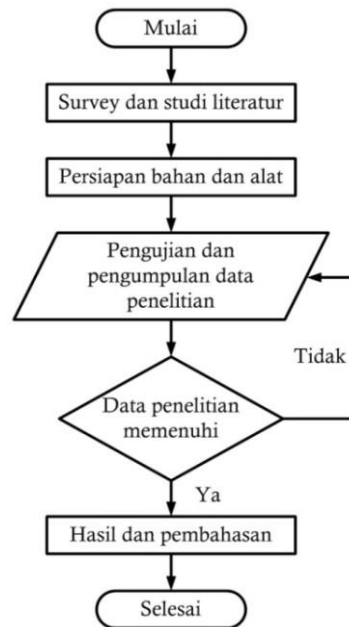 Mulai
Survey dan studi literatur
Persiapan bahan dan alat
Pengujian dan
pengumpulan data
penelitian
Tidak
Data penelitian
memenuhi
Ya
Hasil dan pembahasan
Selesai